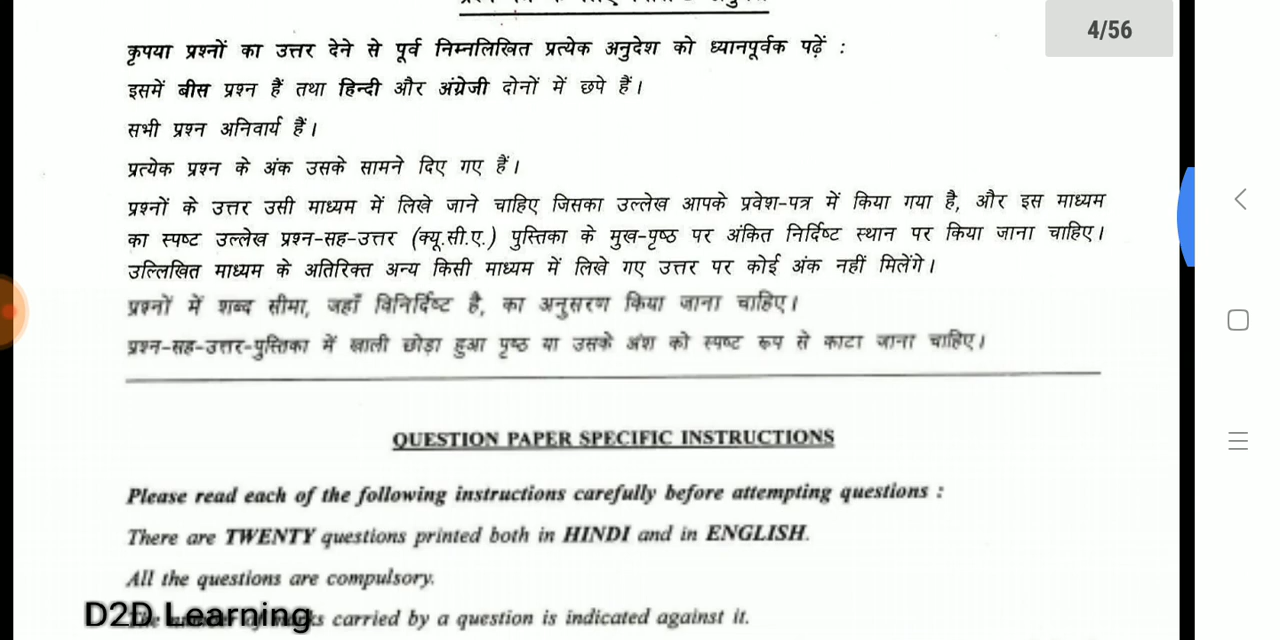 4/56
कृपया प्रश्नों का उत्तर देने से पूर्व निम्नलिखित प्रत्येक अनुदेश को ध्यानपूर्वक पढ़ें :
इसमें बीस प्रश्न हैं तथा हिन्दी और अंग्रेजी दोनों में छपे हैं।
सभी प्रश्न अनिवार्य हैं।
प्रत्येक प्रश्न के अंक उसके सामने दिए गए हैं।
प्रश्नों के उत्तर उसी माध्यम में लिखे जाने चाहिए जिसका उल्लेख आपके प्रवेश-पत्र में किया गया है, और इस माध्यम
का स्पष्ट उल्लेख प्रश्न-सह-उत्तर (क्यू.सी.ए.) पुस्तिका के मुख-पृष्ठ पर अंकित निर्दिष्ट स्थान पर किया जाना चाहिए।
उल्लिखित माध्यम के अतिरिक्त अन्य किसी माध्यम में लिखे गए उत्तर पर कोई अंक नहीं मिलेंगे।
प्रश्नों में शब्द सीमा, जहाँ विनिर्दिष्ट है, का अनुसरण किया जाना चाहिए।
प्रश्न-सह-उत्तर-पुस्तिका में खाली छोड़ा हुआ पृष्ठ या उसके अंश को स्पष्ट रूप से काटा जाना चाहिए।
QUESTION PAPER SPECIFIC INSTRUCTIONS
Please read each of the following instructions carefully before attempting questions :
There are TWENTY questions printed both in HINDI and in ENGLISH.
All the questions are compulsory.
carried by a question is indicated against it.
D2D Learning